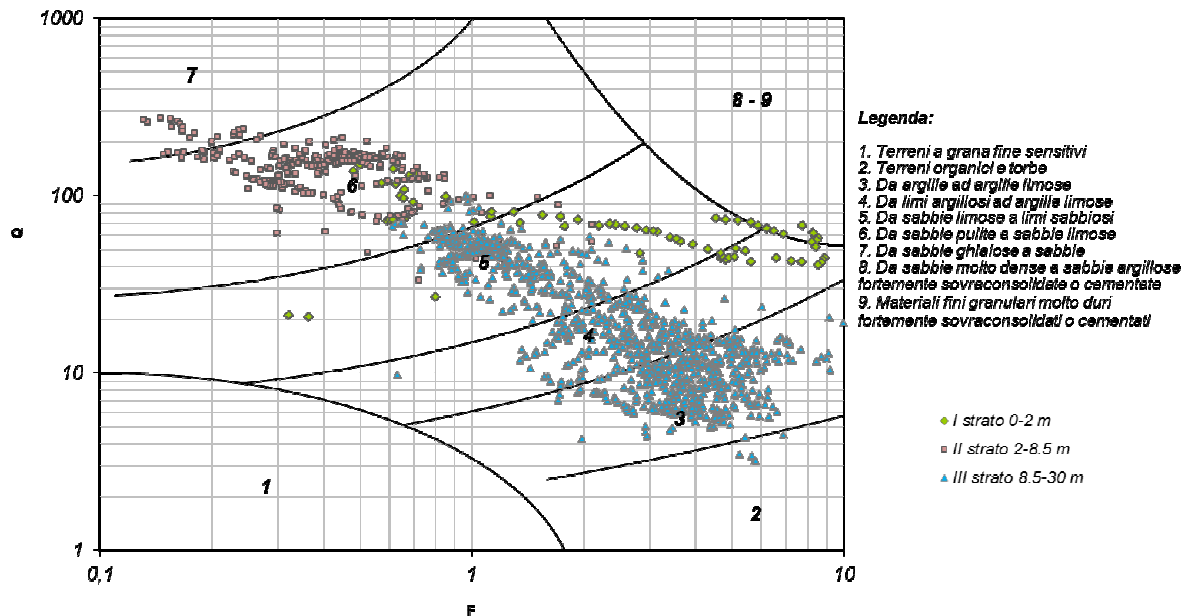 1000
100
10
1
Q
0,1
1
10
F
7
8 - 9
6
5
4
3
1
2
Legenda:
1. Terreni a grana fine sensitivi
2. Terreni organici e torbe
3. Da argille ad argille limose
4. Da limi argillosi ad argille limose
5. Da sabbie limose a limi sabbiosi
6. Da sabbie pulite a sabbie limose
7. Da sabbie ghiaiose a sabbie
8. Da sabbie molto dense a sabbie argillose
fortemente sovraconsolidate o cementate
9. Materiali fini granulari molto duri
fortemente sovraconsolidati o cementati
I strato 0-2 m
II strato 2-8.5 m
III strato 8.5-30 m